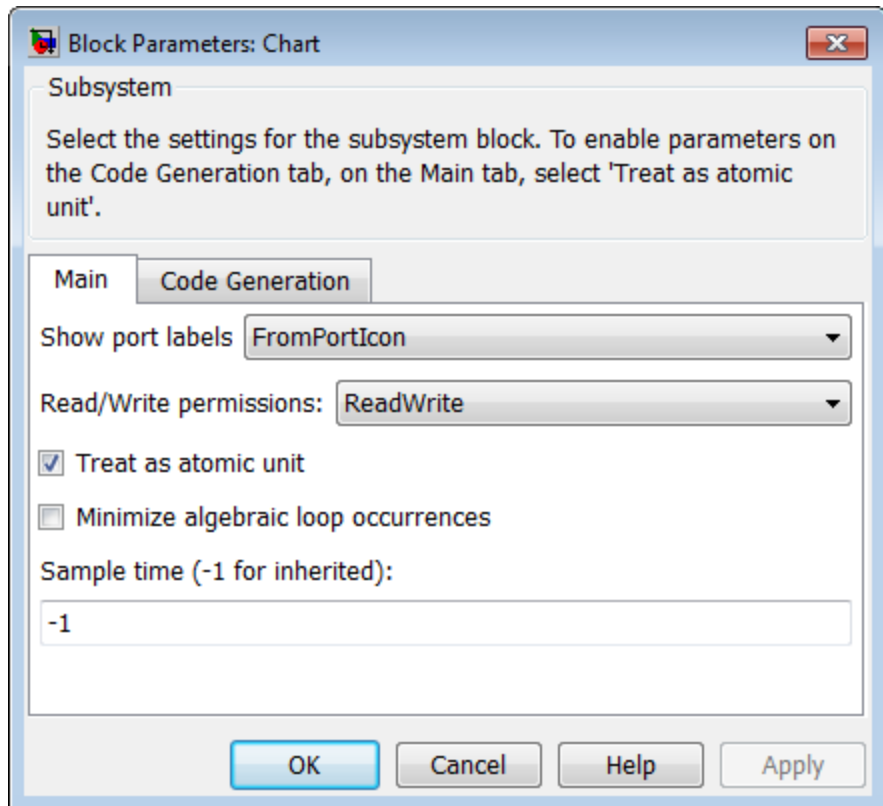 Block Parameters: Chart
Subsystem
Select the settings for the subsystem block. To enable parameters on
the Code Generation tab, on the Main tab, select 'Treat as atomic
unit'.
Main Code Generation
Show port labels FromPortIcon
Read/Write permissions: ReadWrite
Treat as atomic unit
Minimize algebraic loop occurrences
Sample time (-1 for inherited):
-1
OK Cancel Help Apply